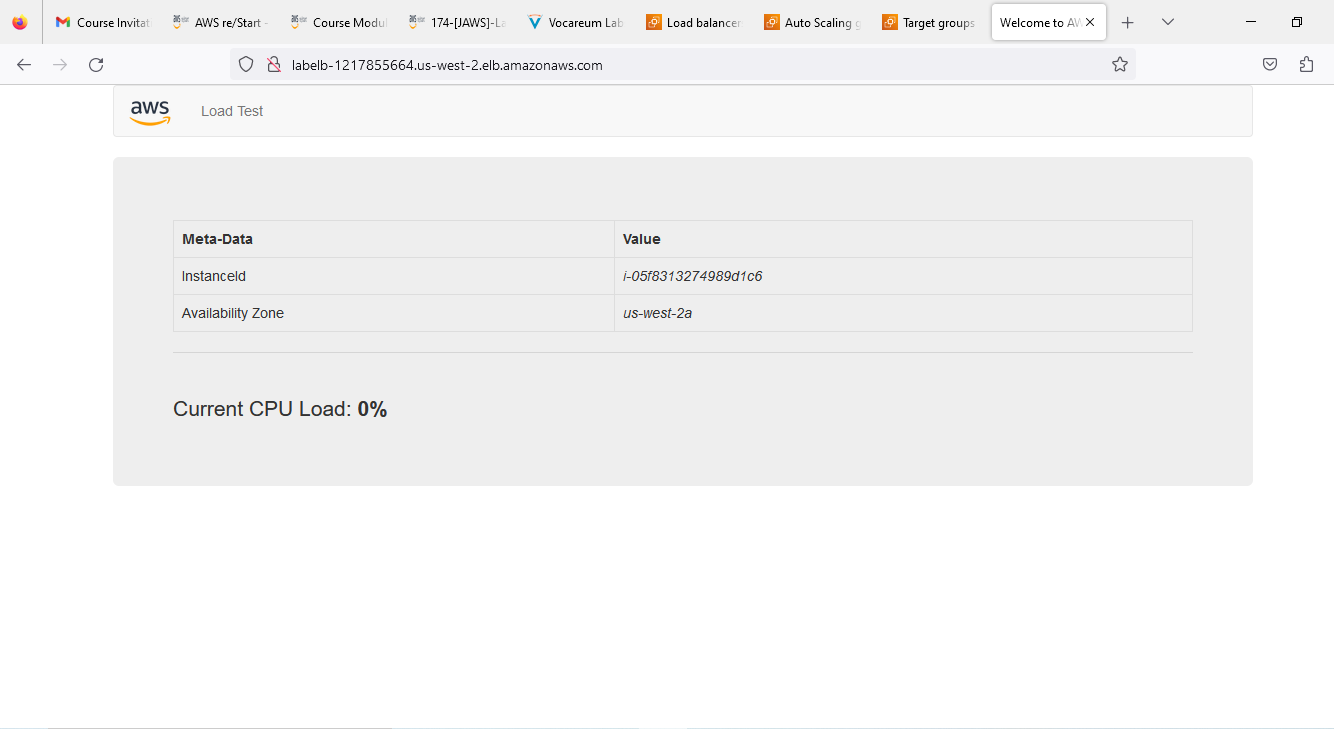 Course Invitat AWS re/Start - Course Modul 174-[JAWS]-La Vocareum Lab Load balancer Auto Scaling g Target groups Welcome to AW
labelb-1217855664.us-west-2.elb.amazonaws.com
aws Load Test
Meta-Data Value
InstanceId i-05f8313274989d1c6
Availability Zone us-west-2a
Current CPU Load: 0%